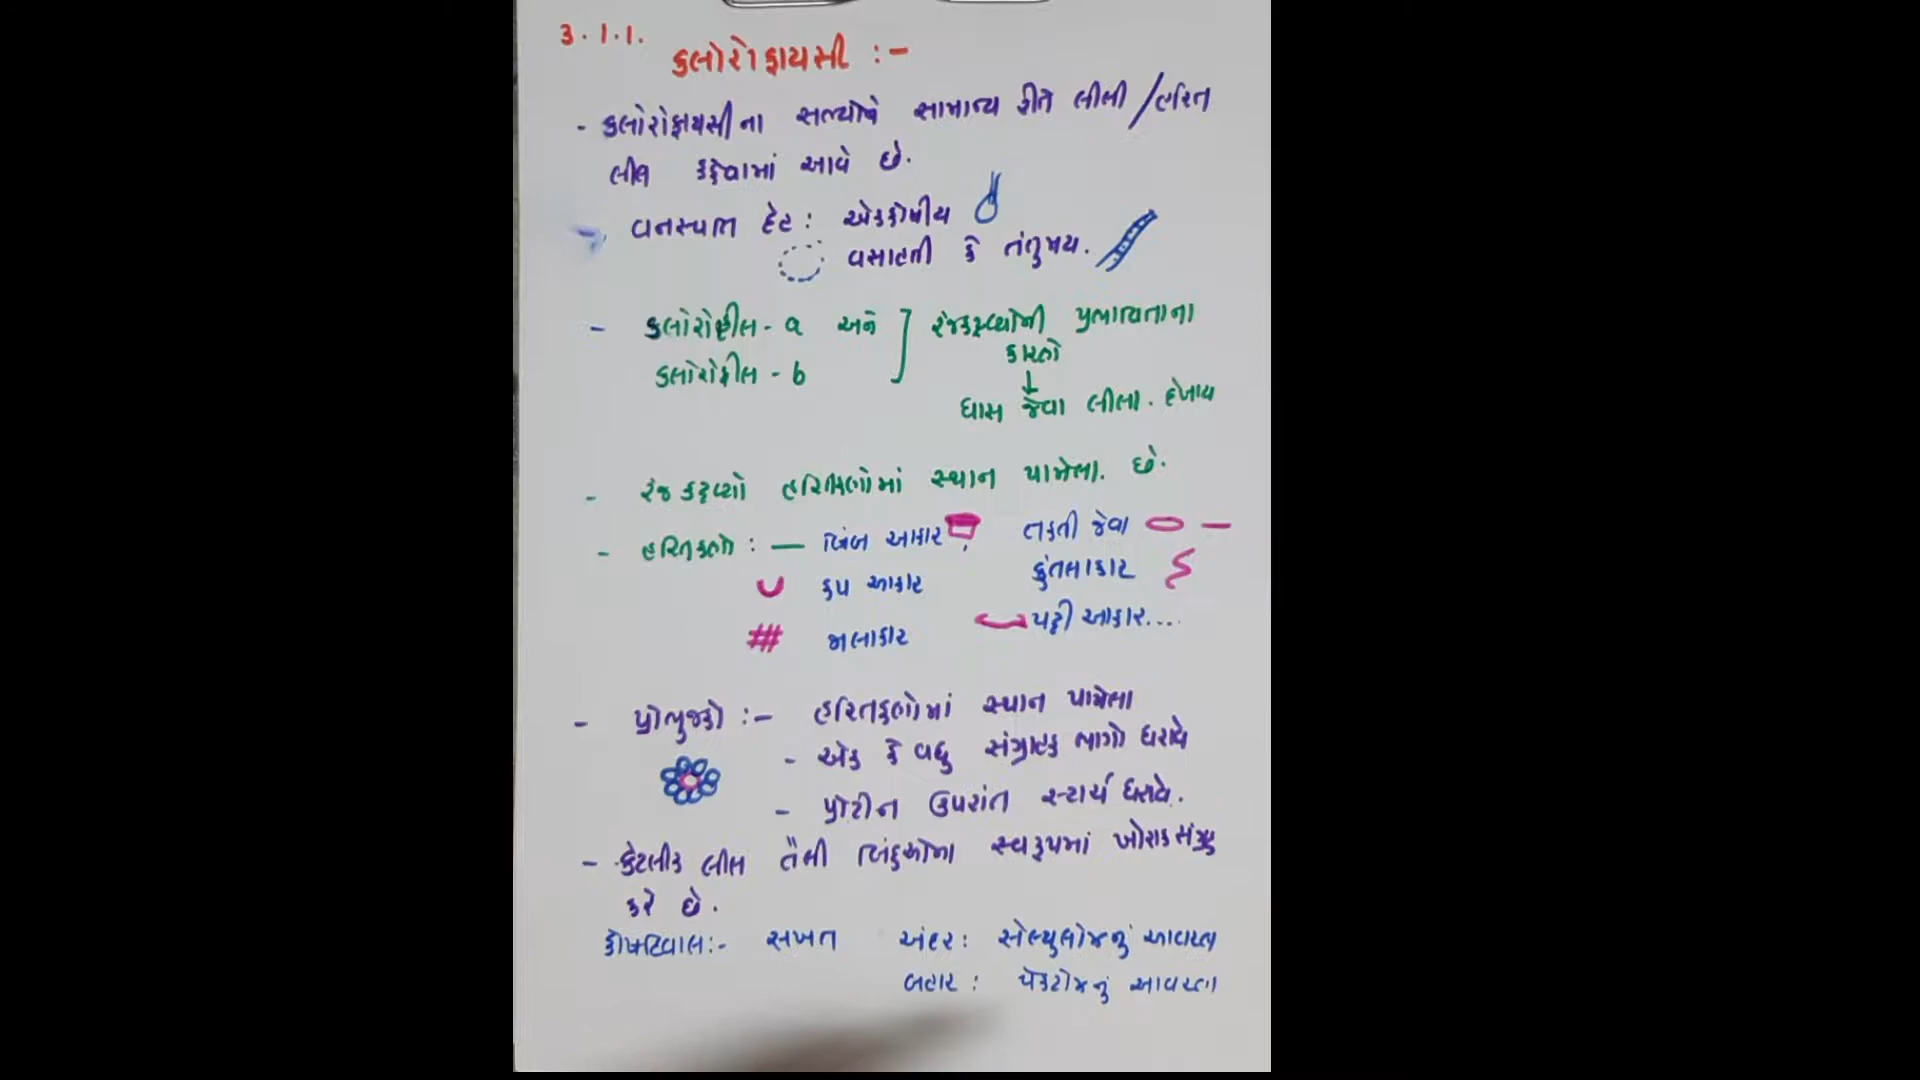 3.1.1.
ક્લોરોફાયસી :-
- ક્લોરોફાયસીના સભ્યોને સામાન્ય રીતે લીલી / હરિત
લીલ કહેવામાં આવે છે.
- વનસ્પતિ દેહ : એકકોષીય
વસાહતી કે તંતુમય.
- ક્લોરોફીલ - a અને ] રંજકદ્રવ્યોની પ્રભાવિતાના
કારણે
ક્લોરોફીલ - b
↓
ઘાસ જેવા લીલા. દેખાય
- રંજકદ્રવ્યો હરિતકણોમાં સ્થાન પામેલા. છે.
- હરિતકણો : — બિંબ આકાર તકતી જેવા
કપ આકાર કુંતલાકાર
જાલાકાર પટ્ટી આકાર....
- પ્રોભુજકો :- હરિતકણોમાં સ્થાન પામેલા
- એક કે વધુ સંગ્રાહક ભાગો ધરાવે
- પ્રોટીન ઉપરાંત સ્ટાર્ચ ધરાવે.
- કેટલીક લીલ તૈલી બિંદુઓના સ્વરૂપમાં ખોરાક સંગ્રહ
કરે છે.
કોષદિવાલ:- સખત અંદર : સેલ્યુલોઝનું આવરણ
બહાર : પેક્ટોઝનું આવરણ